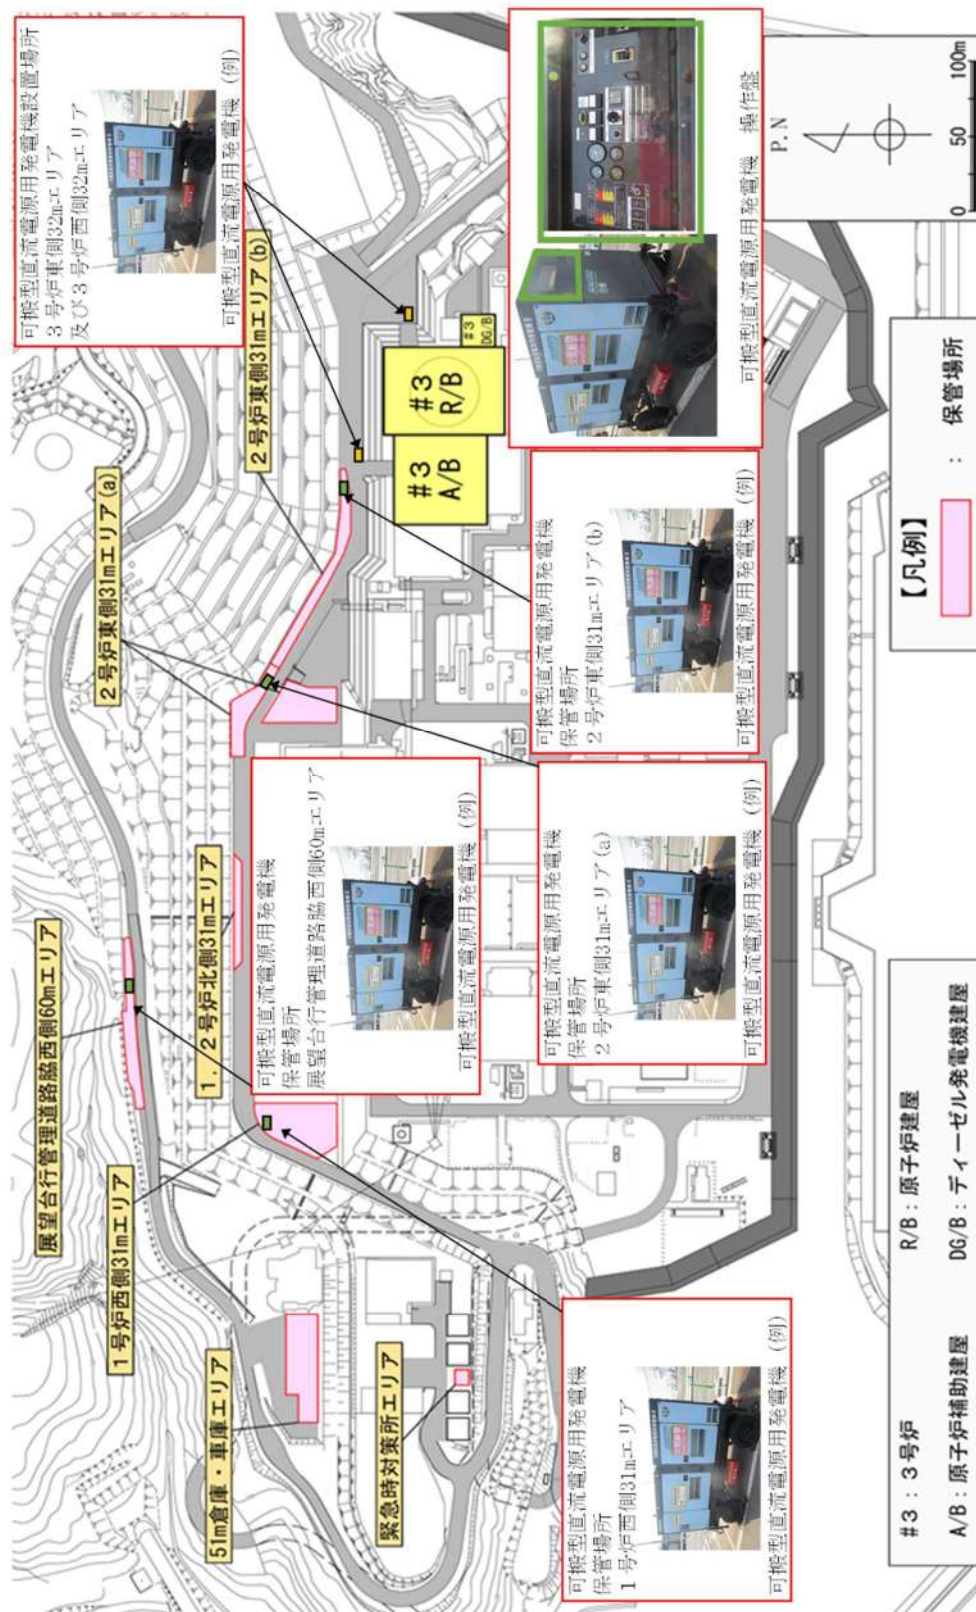 可搬型直流電源用発電機設置場所
3号炉東側32mエリア
及び3号炉西側32mエリア
可搬型直流電源用発電機（例）
2号炉東側31mエリア(b)
2号炉東側31mエリア(a)
1，2号炉北側31mエリア
展望台行管理道路脇西側60mエリア
1号炉西側31mエリア
51m倉庫・車庫エリア
緊急時対策所エリア
可搬型直流電源用発電機
保管場所
展望台行管理道路脇西側60mエリア
可搬型直流電源用発電機（例）
可搬型直流電源用発電機
保管場所
1号炉西側31mエリア
可搬型直流電源用発電機（例）
可搬型直流電源用発電機
保管場所
2号炉東側31mエリア(a)
可搬型直流電源用発電機（例）
可搬型直流電源用発電機
保管場所
2号炉東側31mエリア(b)
可搬型直流電源用発電機（例）
可搬型直流電源用発電機　操作盤
#3
A/B
#3
R/B
#3
DG/B
P.N
0 50 100m
【凡例】
： 保管場所
#3：3号炉
R/B：原子炉建屋
A/B：原子炉補助建屋
DG/B：ディーゼル発電機建屋